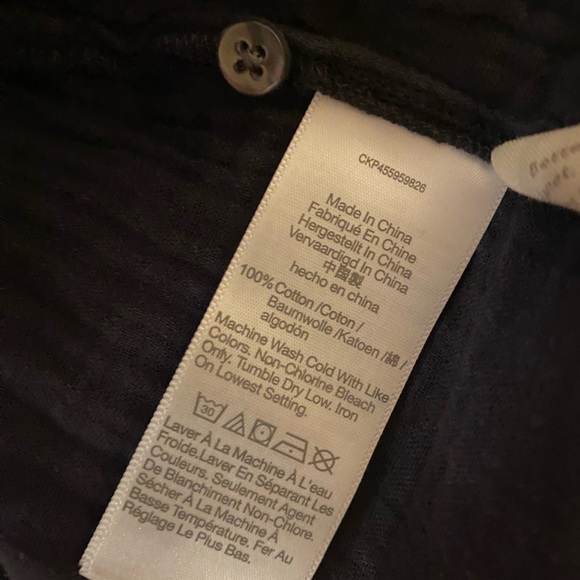 CKP455959826
Made In China
Fabriqué En Chine
Hergestellt In China
Vervaardigd In China
中國製
hecho en china
100% Cotton /Coton /
Baumwolle /Katoen /綿 /
algodón
Machine Wash Cold With Like
Colors. Non-Chlorine Bleach
Only. Tumble Dry Low. Iron
On Lowest Setting.
30
Laver À La Machine À L'eau
Froide.Laver En Séparant Les
Couleurs. Seulement Agent
De Blanchiment Non-Chlore.
Sécher À La Machine À
Basse Température. Fer Au
Réglage Le Plus Bas.